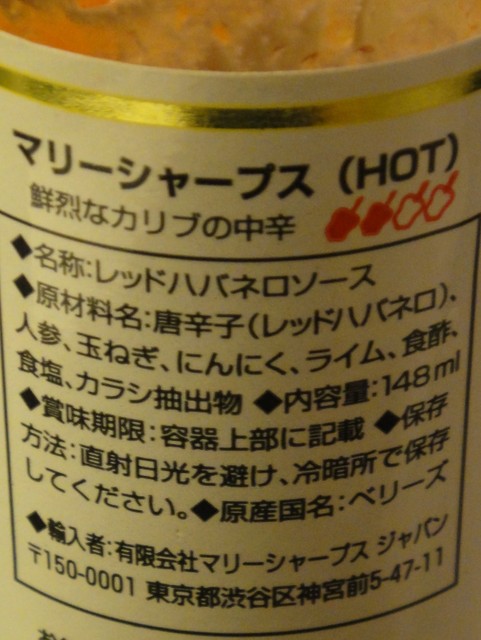 マリーシャープス（HOT）
鮮烈なカリブの中辛
◆名称:レッドハバネロソース
◆原材料名:唐辛子(レッドハバネロ)、
人参、玉ねぎ、にんにく、ライム、食酢、
食塩、カラシ抽出物 ◆内容量:148ml
◆賞味期限:容器上部に記載 ◆保存
方法:直射日光を避け、冷暗所で保存
してください。◆原産国名:ベリーズ
◆輸入者:有限会社マリーシャープス ジャパン
〒150-0001 東京都渋谷区神宮前5-47-11